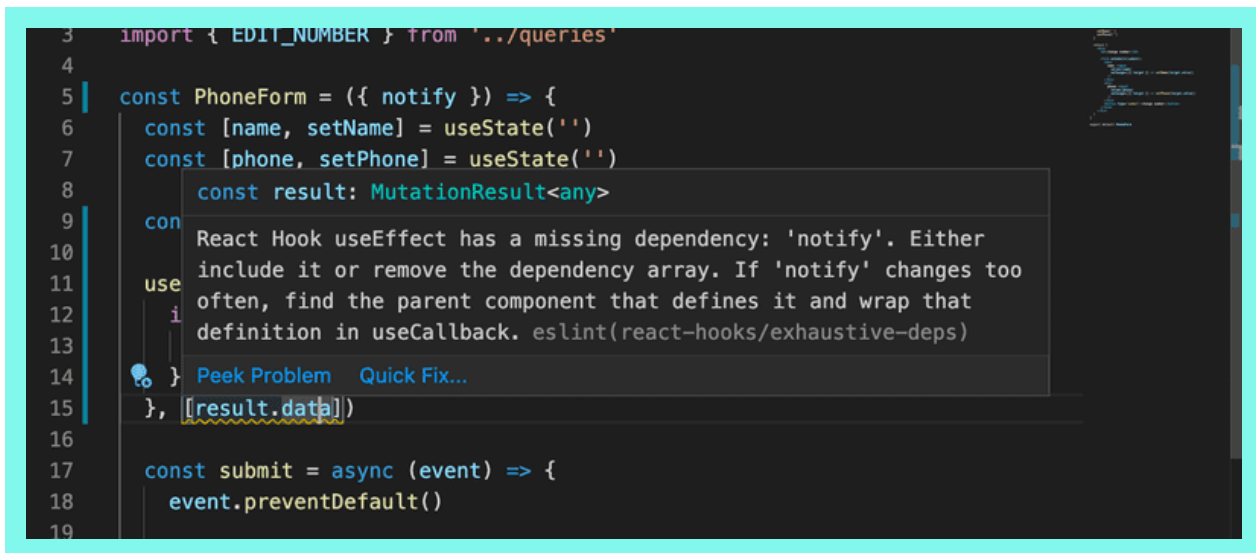 3 import { EDIT_NUMBER } from '../queries'
4
5 const PhoneForm = ({ notify }) => {
6 const [name, setName] = useState('')
7 const [phone, setPhone] = useState('')
8
const result: MutationResult<any>
9 con
React Hook useEffect has a missing dependency: 'notify'. Either
10
include it or remove the dependency array. If 'notify' changes too
11 use
often, find the parent component that defines it and wrap that
12 i
definition in useCallback. eslint(react-hooks/exhaustive-deps)
13
14 }
Peek Problem Quick Fix...
15 }, [result.data])
16
17 const submit = async (event) => {
18 event.preventDefault()
19